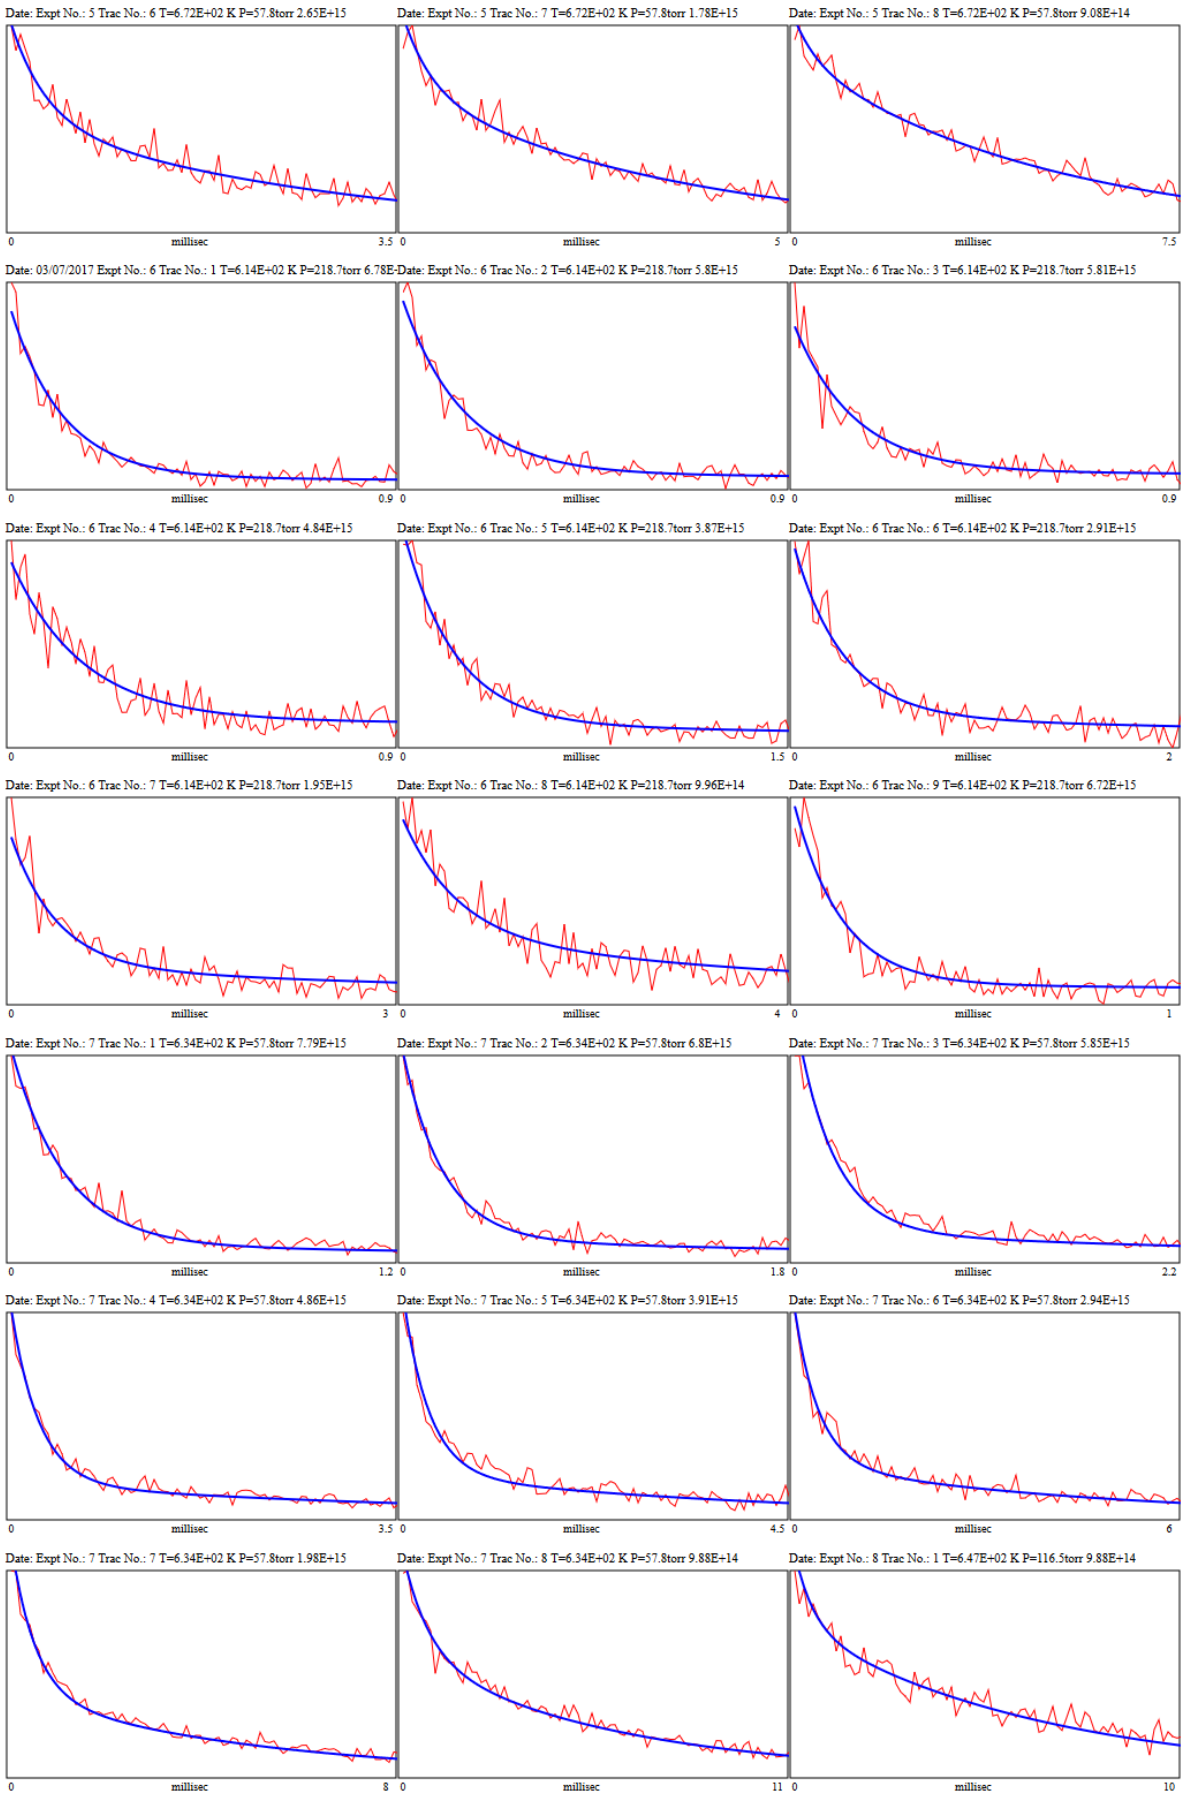 Date: Expt No.: 5 Trac No.: 6 T=6.72E+02 K P=57.8torr 2.65E+15
Date: Expt No.: 5 Trac No.: 7 T=6.72E+02 K P=57.8torr 1.78E+15
Date: Expt No.: 5 Trac No.: 8 T=6.72E+02 K P=57.8torr 9.08E+14
0 millisec 3.5
0 millisec 5
0 millisec 7.5
Date: 03/07/2017 Expt No.: 6 Trac No.: 1 T=6.14E+02 K P=218.7torr 6.78E-
Date: Expt No.: 6 Trac No.: 2 T=6.14E+02 K P=218.7torr 5.8E+15
Date: Expt No.: 6 Trac No.: 3 T=6.14E+02 K P=218.7torr 5.81E+15
0 millisec 0.9
0 millisec 0.9
0 millisec 0.9
Date: Expt No.: 6 Trac No.: 4 T=6.14E+02 K P=218.7torr 4.84E+15
Date: Expt No.: 6 Trac No.: 5 T=6.14E+02 K P=218.7torr 3.87E+15
Date: Expt No.: 6 Trac No.: 6 T=6.14E+02 K P=218.7torr 2.91E+15
0 millisec 0.9
0 millisec 1.5
0 millisec 2
Date: Expt No.: 6 Trac No.: 7 T=6.14E+02 K P=218.7torr 1.95E+15
Date: Expt No.: 6 Trac No.: 8 T=6.14E+02 K P=218.7torr 9.96E+14
Date: Expt No.: 6 Trac No.: 9 T=6.14E+02 K P=218.7torr 6.72E+15
0 millisec 3
0 millisec 4
0 millisec 1
Date: Expt No.: 7 Trac No.: 1 T=6.34E+02 K P=57.8torr 7.79E+15
Date: Expt No.: 7 Trac No.: 2 T=6.34E+02 K P=57.8torr 6.8E+15
Date: Expt No.: 7 Trac No.: 3 T=6.34E+02 K P=57.8torr 5.85E+15
0 millisec 1.2
0 millisec 1.8
0 millisec 2.2
Date: Expt No.: 7 Trac No.: 4 T=6.34E+02 K P=57.8torr 4.86E+15
Date: Expt No.: 7 Trac No.: 5 T=6.34E+02 K P=57.8torr 3.91E+15
Date: Expt No.: 7 Trac No.: 6 T=6.34E+02 K P=57.8torr 2.94E+15
0 millisec 3.5
0 millisec 4.5
0 millisec 6
Date: Expt No.: 7 Trac No.: 7 T=6.34E+02 K P=57.8torr 1.98E+15
Date: Expt No.: 7 Trac No.: 8 T=6.34E+02 K P=57.8torr 9.88E+14
Date: Expt No.: 8 Trac No.: 1 T=6.47E+02 K P=116.5torr 9.88E+14
0 millisec 8
0 millisec 11
0 millisec 10